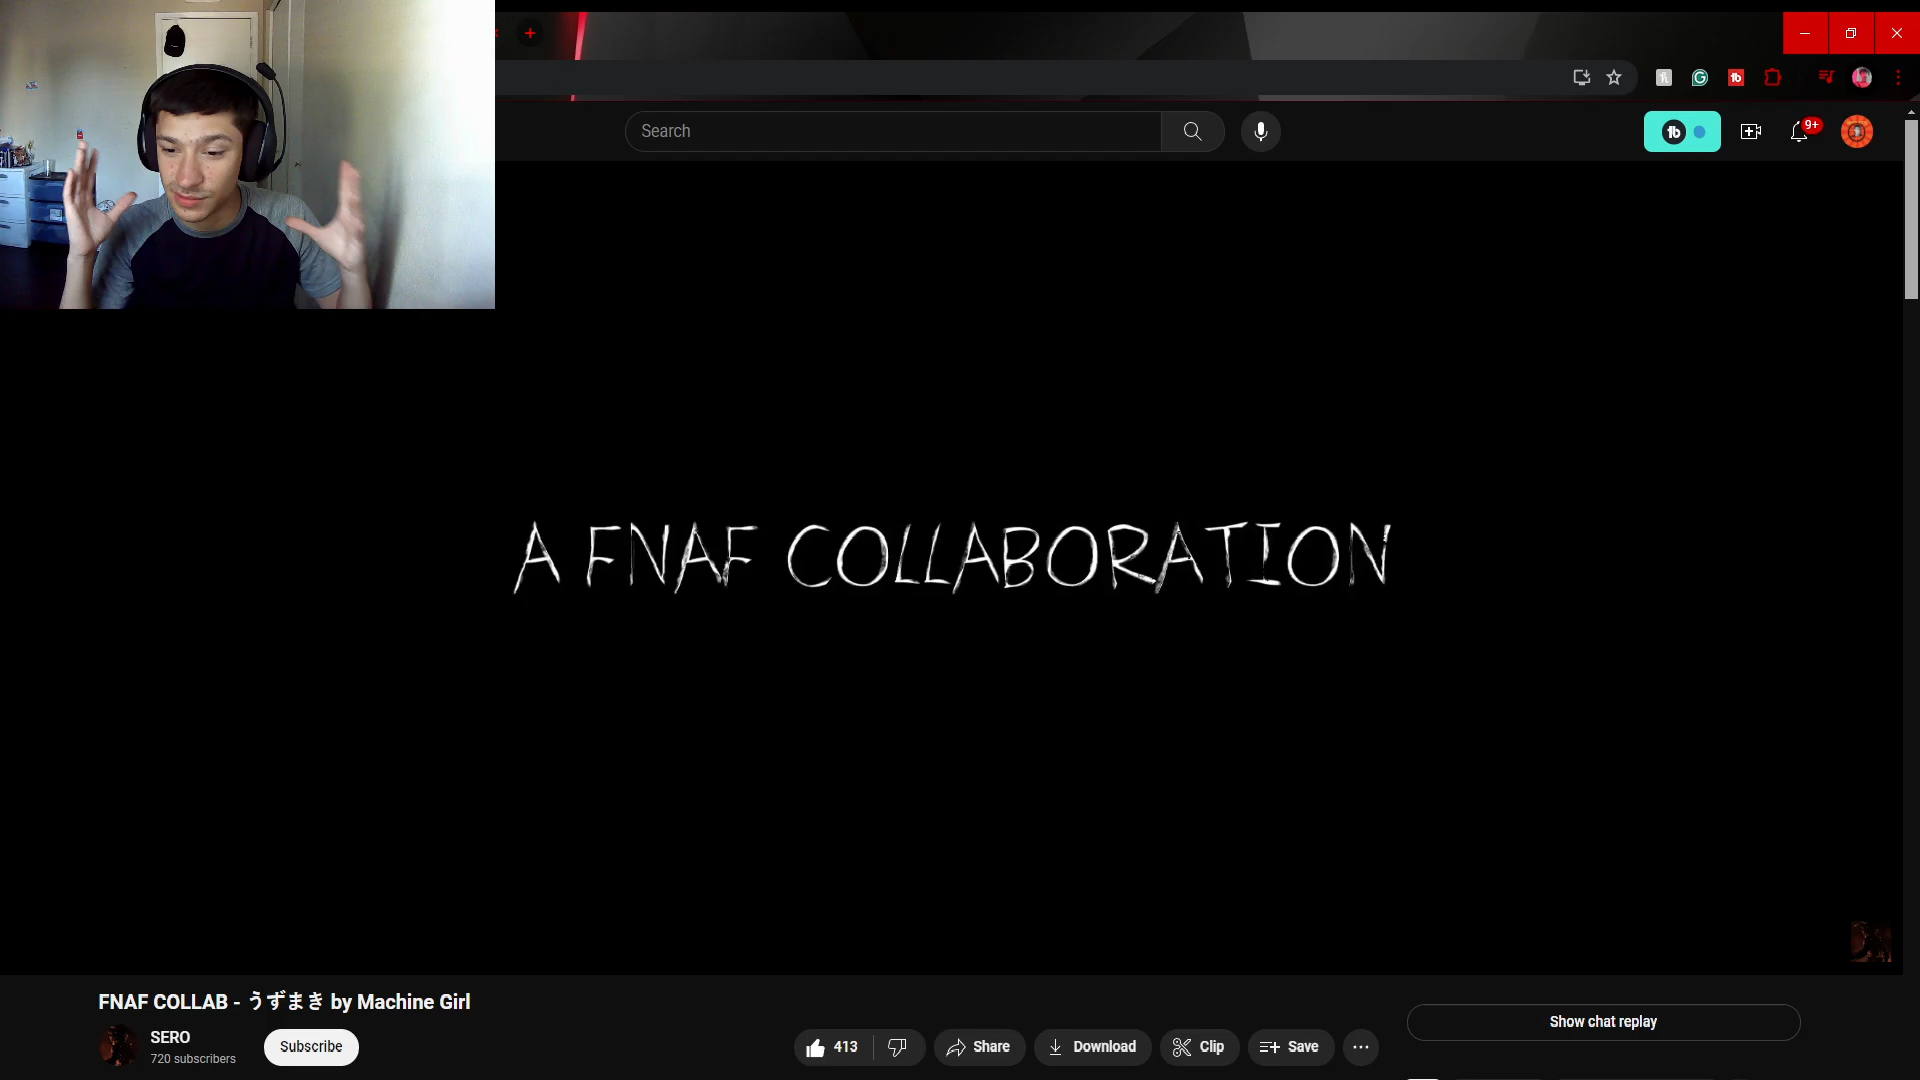 Search
9+
A FNAF COLLABORATION
FNAF COLLAB - うずまき by Machine Girl
SERO
720 subscribers
Subscribe
413
Share
Download
Clip
Save
Show chat replay